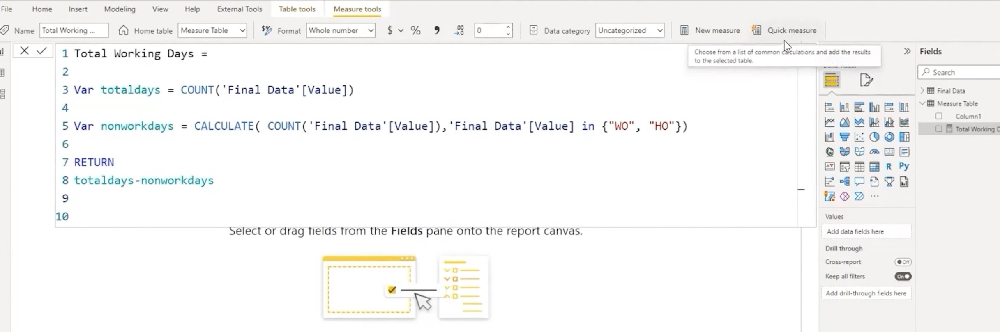 File Home Insert Modeling View Help External Tools Table tools Measure tools
Name Total Working ... Home table Measure Table Format Whole number $ % 9 .00 →.0 0 Data category Uncategorized New measure Quick measure
Choose from a list of common calculations and add the results
to the selected table.
1 Total Working Days =
2
3 Var totaldays = COUNT('Final Data'[Value])
4
5 Var nonworkdays = CALCULATE( COUNT('Final Data'[Value]),'Final Data'[Value] in {"WO", "HO"})
6
7 RETURN
8 totaldays-nonworkdays
9
10
Select or drag fields from the Fields pane onto the report canvas.
R Py
123
...
Values
Add data fields here
Drill through
Cross-report Off
Keep all filters On
Add drill-through fields here
Fields
Search
Final Data
Measure Table
Column1
Total Working D